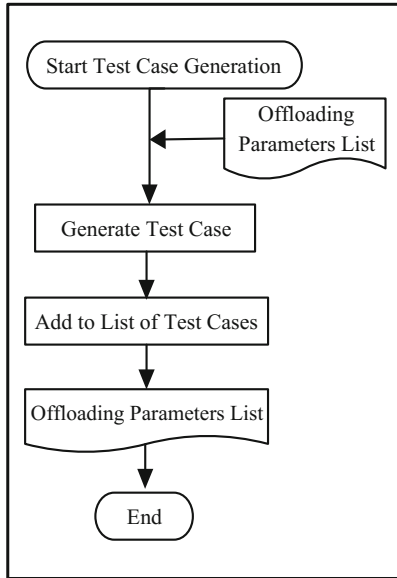 Start Test Case Generation
Offloading
Parameters List
Generate Test Case
Add to List of Test Cases
Offloading Parameters List
End